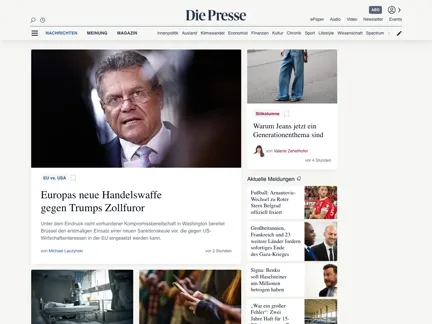 Die Presse
ABO
ePaper Audio Video Newsletter Events
NACHRICHTEN MEINUNG MAGAZIN
Innenpolitik Ausland Klimawandel Economist Finanzen Kultur Chronik Sport Lifestyle Wissenschaft Spectrum
EU vs. USA
Europas neue Handelswaffe
gegen Trumps Zollfuror
Unter dem Eindruck nicht vorhandener Kompromissbereitschaft in Washington bereitet
Brüssel den erstmaligen Einsatz einer neuen Sanktionskeule vor, die gegen US-
Wirtschaftsinteressen in der EU eingesetzt werden kann.
von Michael Laczynski
vor 2 Stunden
Stilkolumne
Warum Jeans jetzt ein
Generationenthema sind
von Valerie Zehethofer
vor 4 Stunden
Aktuelle Meldungen
Fußball: Arnautovic-
Wechsel zu Roter
Stern Belgrad
offiziell fixiert
Großbritannien,
Frankreich und 23
weitere Länder fordern
sofortiges Ende
des Gaza-Krieges
Signa: Benko
soll Haselsteiner
um Millionen
betrogen haben
„War ein großer
Fehler“: Zwei
Jahre Haft für 15-